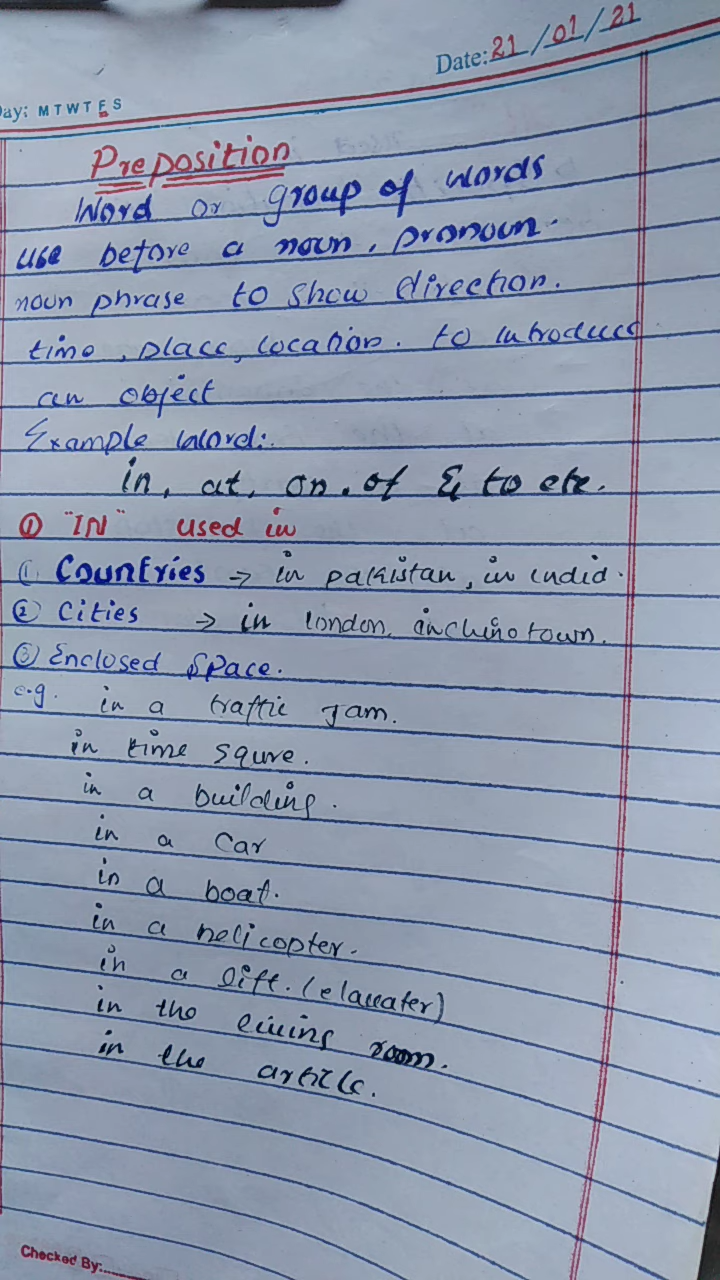 Date: 21/01/21
Day: M T W T F S
Preposition
Word or group of words
use before a noun, pronoun.
noun phrase to show direction.
time, place, location. to introduce
an object
Example word:.
in, at, on, of & to etc.
① "IN" used in
① Countries → in pakistan, in india.
② Cities → in london, in chinotown.
③ Enclosed Space.
e.g. in a traffic jam.
in time squre.
in a building.
in a car
in a boat.
in a helicopter.
in a lift. (elavater)
in the living room.
in the article.
Checked By: